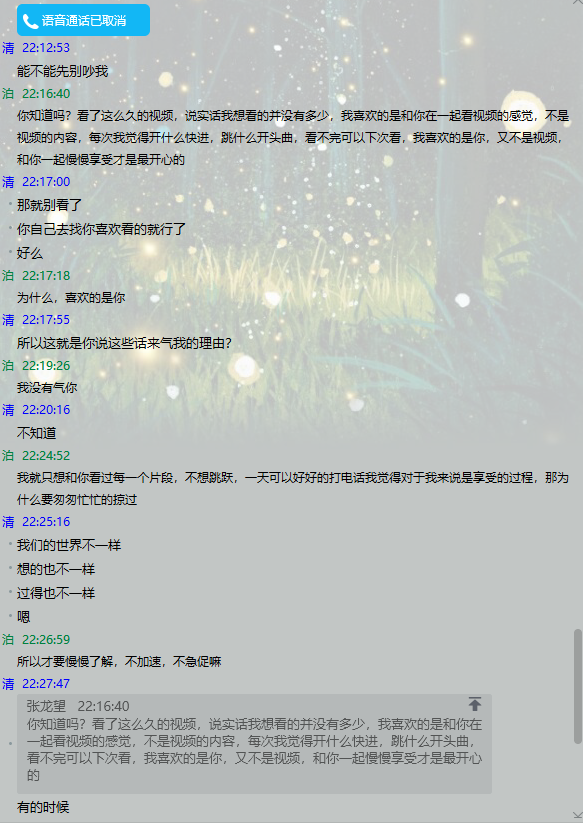 语音通话已取消
清 22:12:53
能不能先别吵我
泊 22:16:40
你知道吗？看了这么久的视频，说实话我想看的并没有多少，我喜欢的是和你在一起看视频的感觉，不是
视频的内容，每次我觉得开什么快进，跳什么开头曲，看不完可以下次看，我喜欢的是你，又不是视频，
和你一起慢慢享受才是最开心的
清 22:17:00
那就别看了
你自己去找你喜欢看的就行了
好么
泊 22:17:18
为什么，喜欢的是你
清 22:17:55
所以这就是你说这些话来气我的理由？
泊 22:19:26
我没有气你
清 22:20:16
不知道
泊 22:24:52
我就只想和你看过每一个片段，不想跳跃，一天可以好好的打电话我觉得对于我来说是享受的过程，那为
什么要匆匆忙忙的掠过
清 22:25:16
我们的世界不一样
想的也不一样
过得也不一样
嗯
泊 22:26:59
所以才要慢慢了解，不加速，不急促嘛
清 22:27:47
张龙望 22:16:40
你知道吗？看了这么久的视频，说实话我想看的并没有多少，我喜欢的是和你在一
起看视频的感觉，不是视频的内容，每次我觉得开什么快进，跳什么开头曲，
看不完可以下次看，我喜欢的是你，又不是视频，和你一起慢慢享受才是最开心
的
有的时候